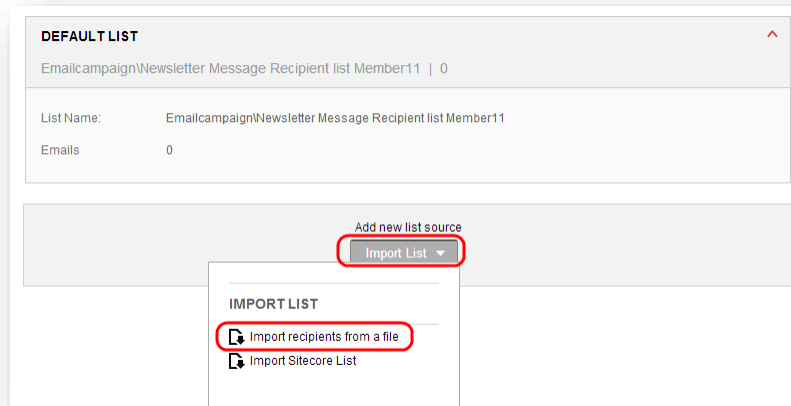 DEFAULT LIST
Emailcampaign\Newsletter Message Recipient list Member11 | 0
List Name: Emailcampaign\Newsletter Message Recipient list Member11
Emails 0
Add new list source
Import List
IMPORT LIST
Import recipients from a file
Import Sitecore List